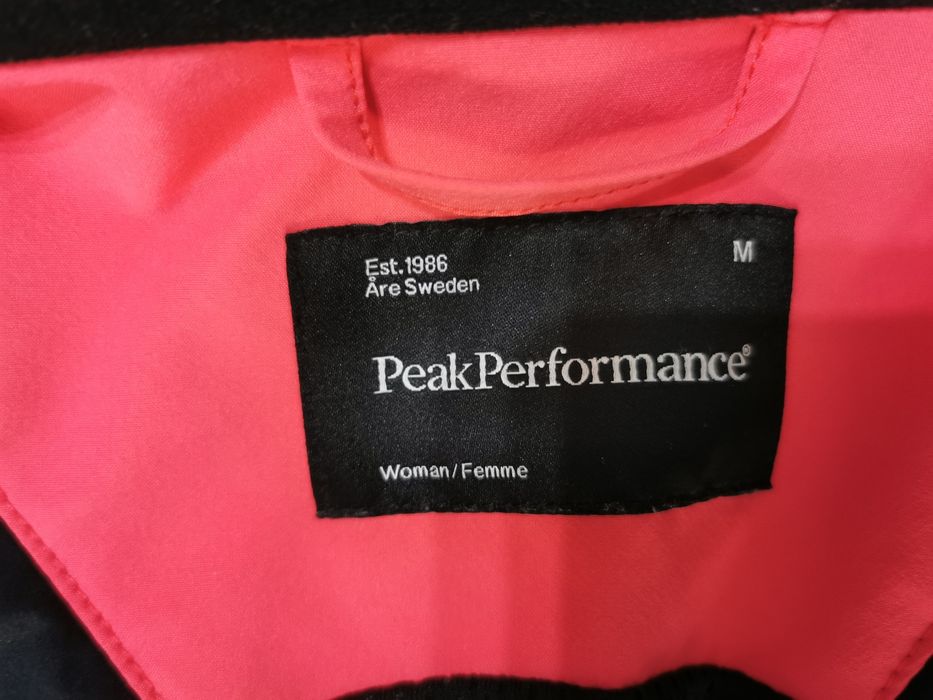 Est.1986
Åre Sweden
M
PeakPerformance®
Woman/Femme